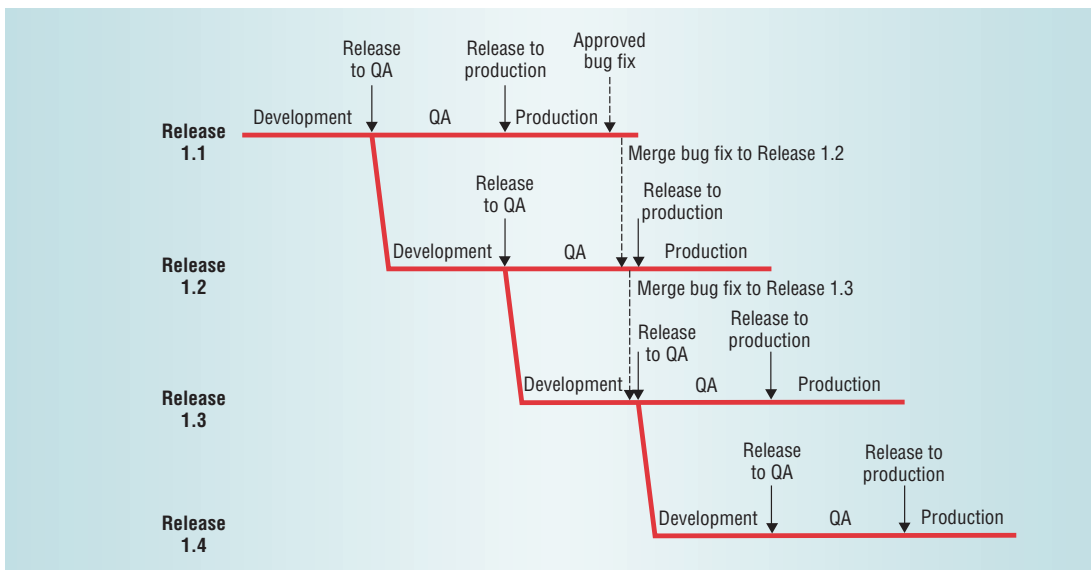 Release
to QA
Release to
production
Approved
bug fix
Development
QA
Production
Release
1.1
Merge bug fix to Release 1.2
Release
to QA
Release to
production
Development
QA
Production
Release
1.2
Merge bug fix to Release 1.3
Release
to QA
Release to
production
Development
QA
Production
Release
1.3
Release
to QA
Release to
production
Development
QA
Production
Release
1.4